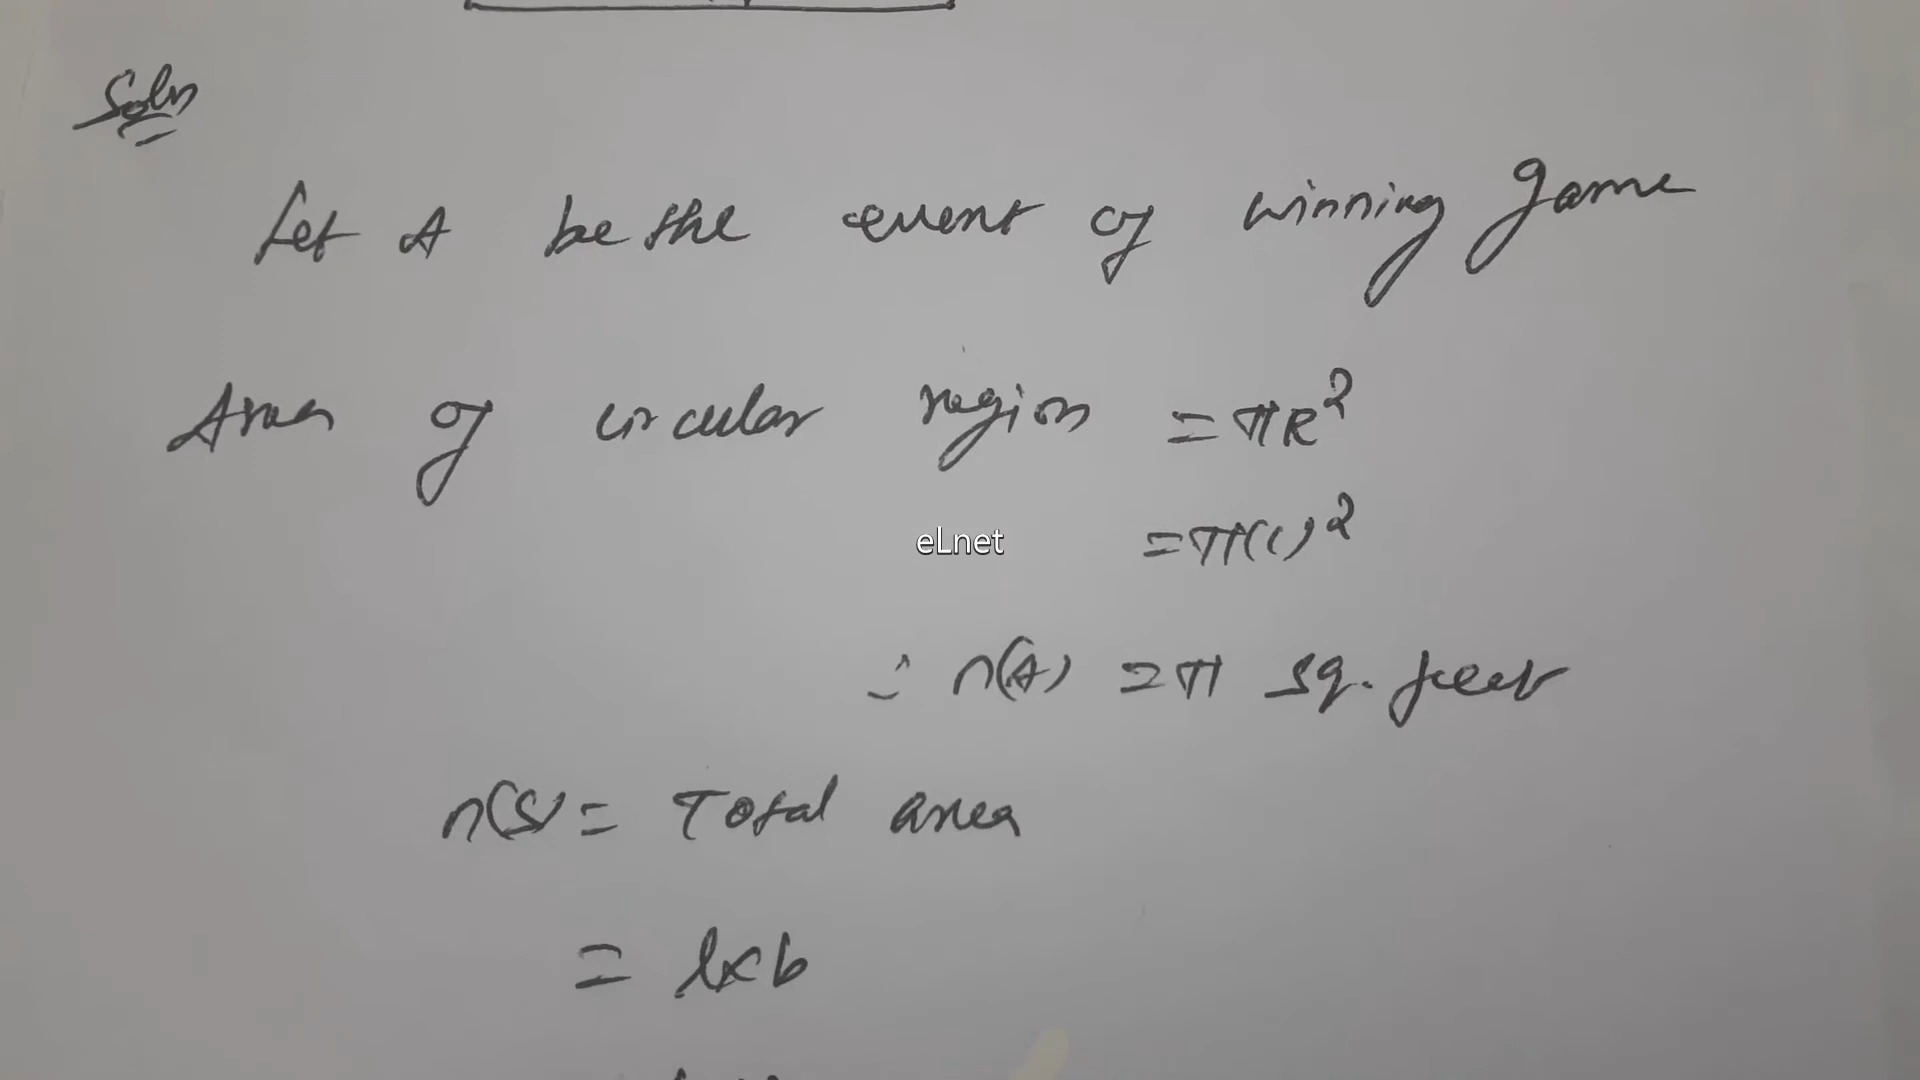 Soln
Let A be the event of winning game
Area of circular region = πR²
eLnet
= π(1)²
∴ n(A) = π sq. feet
n(S) = Total area
= l×b